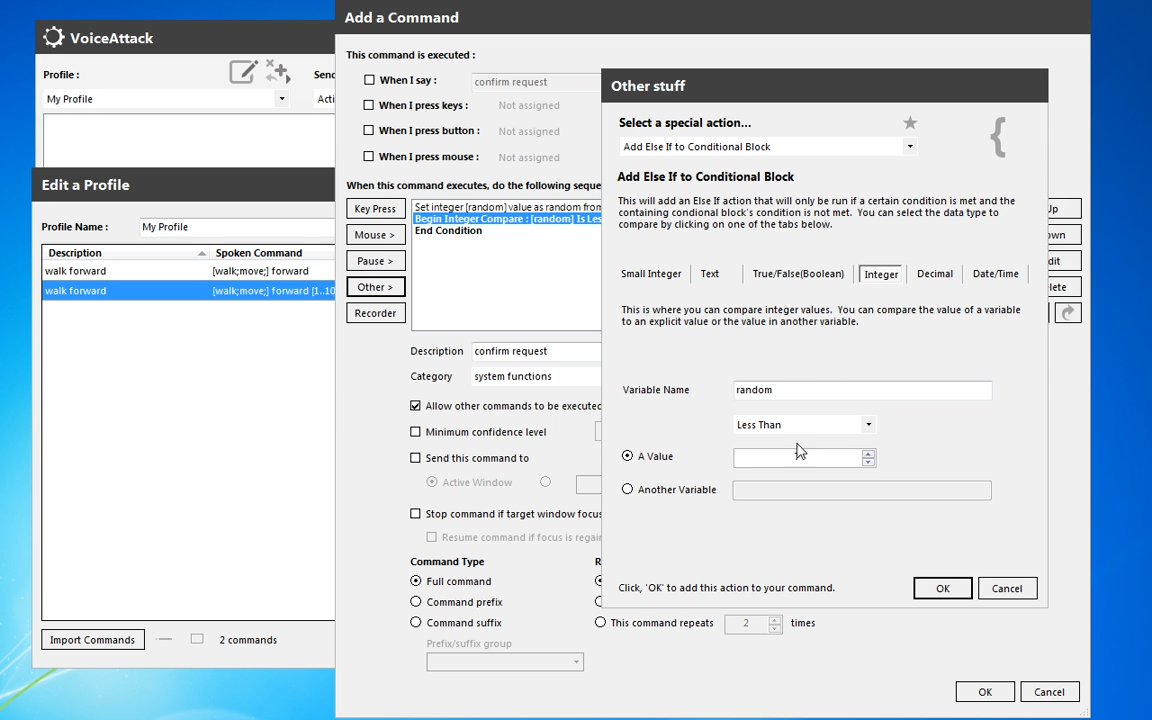 Add a Command
VoiceAttack
This command is executed :
Profile :
Send
When I say :
confirm request
My Profile
Acti
When I press keys :
Not assigned
When I press button :
Not assigned
When I press mouse :
Not assigned
Edit a Profile
When this command executes, do the following seque
Profile Name :
My Profile
Description
Spoken Command
walk forward
[walk;move;] forward
walk forward
[walk;move;] forward [1..10
Key Press
Mouse >
Pause >
Other >
Recorder
Set integer [random] value as random from
Begin Integer Compare : [random] Is Les
End Condition
Up
own
dit
lete
Description
confirm request
Category
system functions
Allow other commands to be executed
Minimum confidence level
Send this command to
Active Window
Stop command if target window focus
Resume command if focus is regain
Command Type
R
Full command
Command prefix
Command suffix
This command repeats
2
times
Prefix/suffix group
Import Commands
2 commands
OK
Cancel
Other stuff
Select a special action...
Add Else If to Conditional Block
{
Add Else If to Conditional Block
This will add an Else If action that will only be run if a certain condition is met and the
containing condional block's condition is not met. You can select the data type to
compare by clicking on one of the tabs below.
Small Integer
Text
True/False(Boolean)
Integer
Decimal
Date/Time
This is where you can compare integer values. You can compare the value of a variable
to an explicit value or the value in another variable.
Variable Name
random
Less Than
A Value
Another Variable
Click, 'OK' to add this action to your command.
OK
Cancel